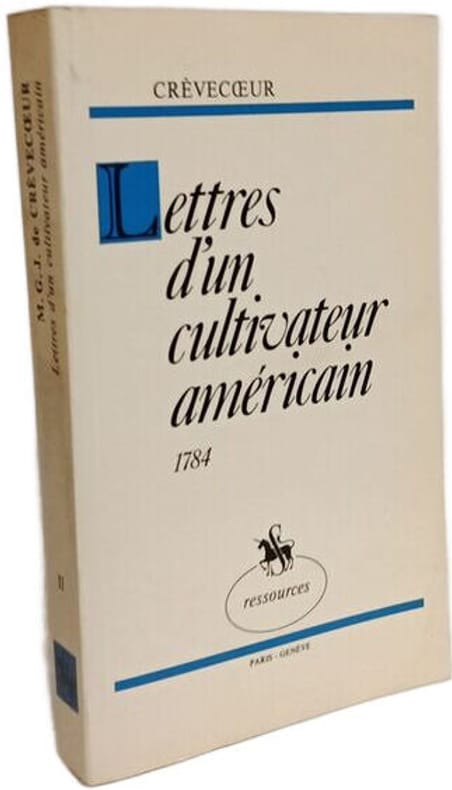 CRÈVECŒUR
Lettres
d'un
cultivateur
américain
1784
ressources
PARIS - GENÈVE
M. G. J. de CRÈVECŒUR
Lettres d'un cultivateur américain
II